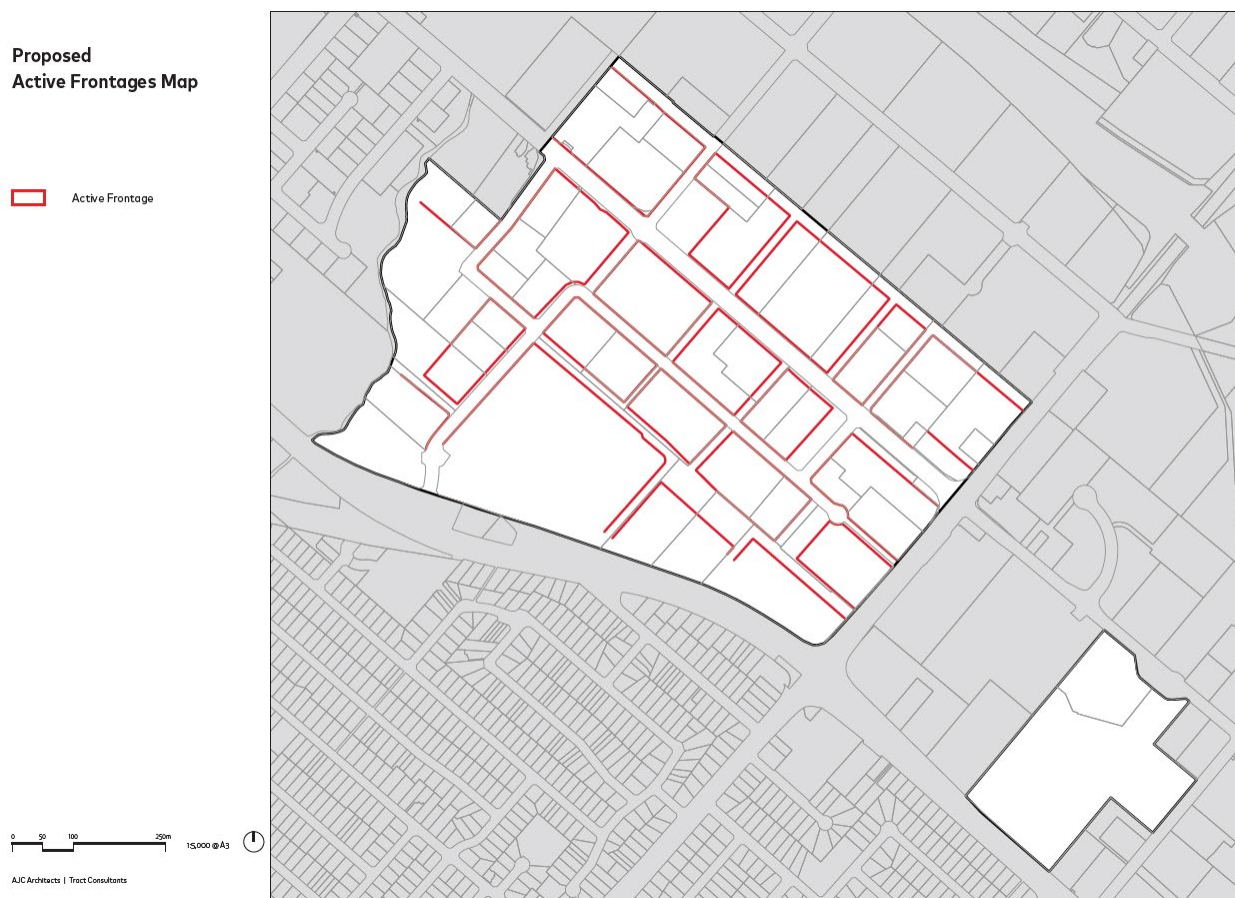 Proposed
Active Frontages Map
Active Frontage
0 50 100 250m
1:5,000 @A3
AJC Architects | Tract Consultants